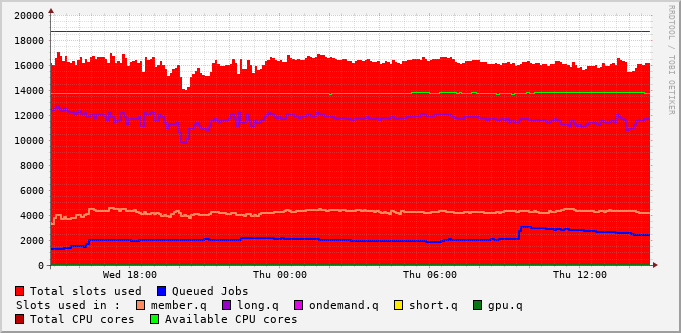 20000
18000
16000
14000
12000
10000
8000
6000
4000
2000
0
Wed 18:00 Thu 00:00 Thu 06:00 Thu 12:00
Total slots used Queued Jobs
Slots used in : member.q long.q ondemand.q short.q gpu.q
Total CPU cores Available CPU cores
RRDTOOL / TOBI OETIKER